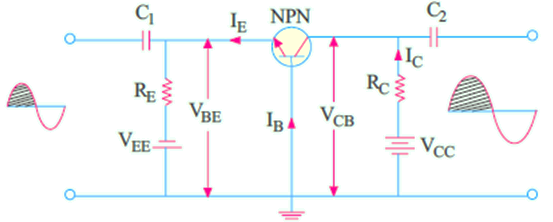 C1 IE NPN C2
RE VBE VCB IC RC
VEE IB VCC